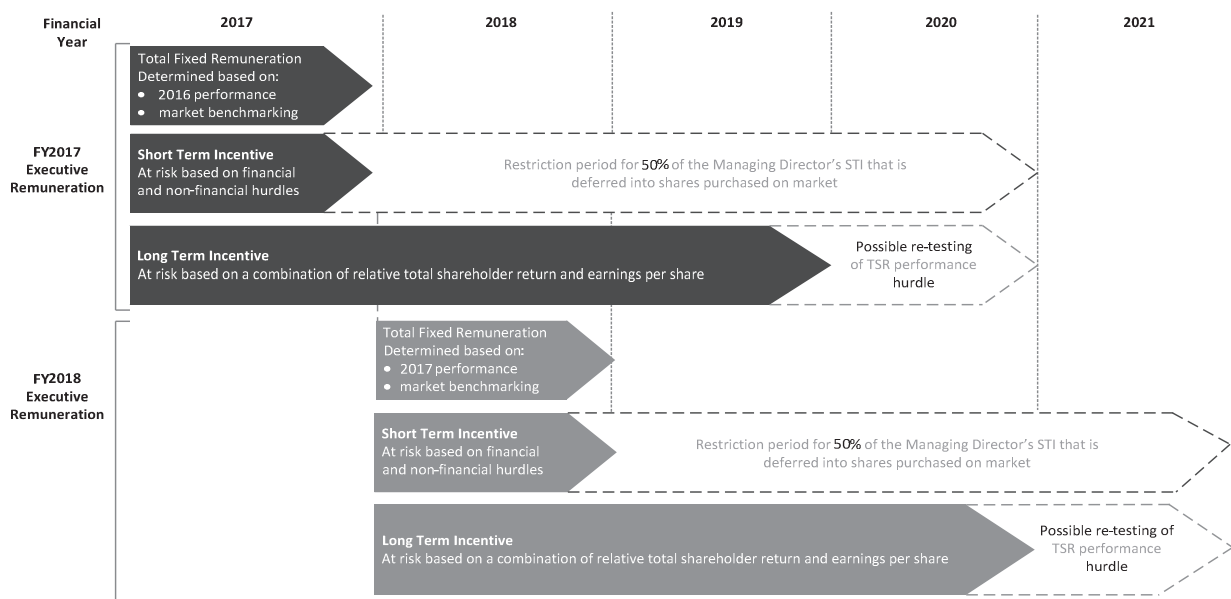 Financial
Year
2017
2018
2019
2020
2021
FY2017
Executive
Remuneration
Total Fixed Remuneration
Determined based on:
• 2016 performance
• market benchmarking
Short Term Incentive
At risk based on financial
and non-financial hurdles
Restriction period for 50% of the Managing Director's STI that is
deferred into shares purchased on market
Long Term Incentive
At risk based on a combination of relative total shareholder return and earnings per share
Possible re-testing
of TSR performance
hurdle
FY2018
Executive
Remuneration
Total Fixed Remuneration
Determined based on:
• 2017 performance
• market benchmarking
Short Term Incentive
At risk based on financial
and non-financial hurdles
Restriction period for 50% of the Managing Director's STI that is
deferred into shares purchased on market
Long Term Incentive
At risk based on a combination of relative total shareholder return and earnings per share
Possible re-testing of
TSR performance
hurdle